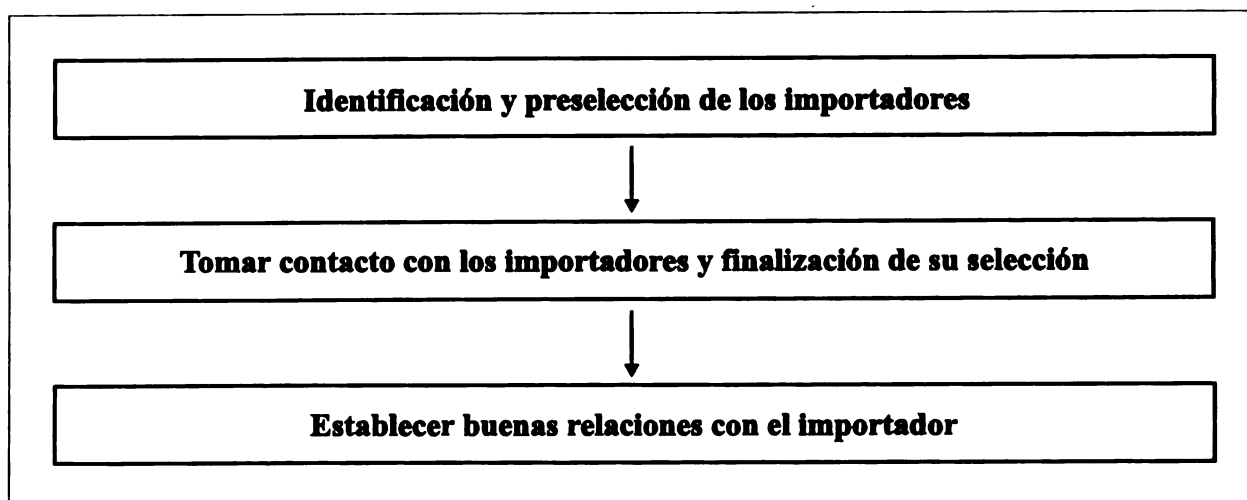 Identificación y preselección de los importadores
Tomar contacto con los importadores y finalización de su selección
Establecer buenas relaciones con el importador